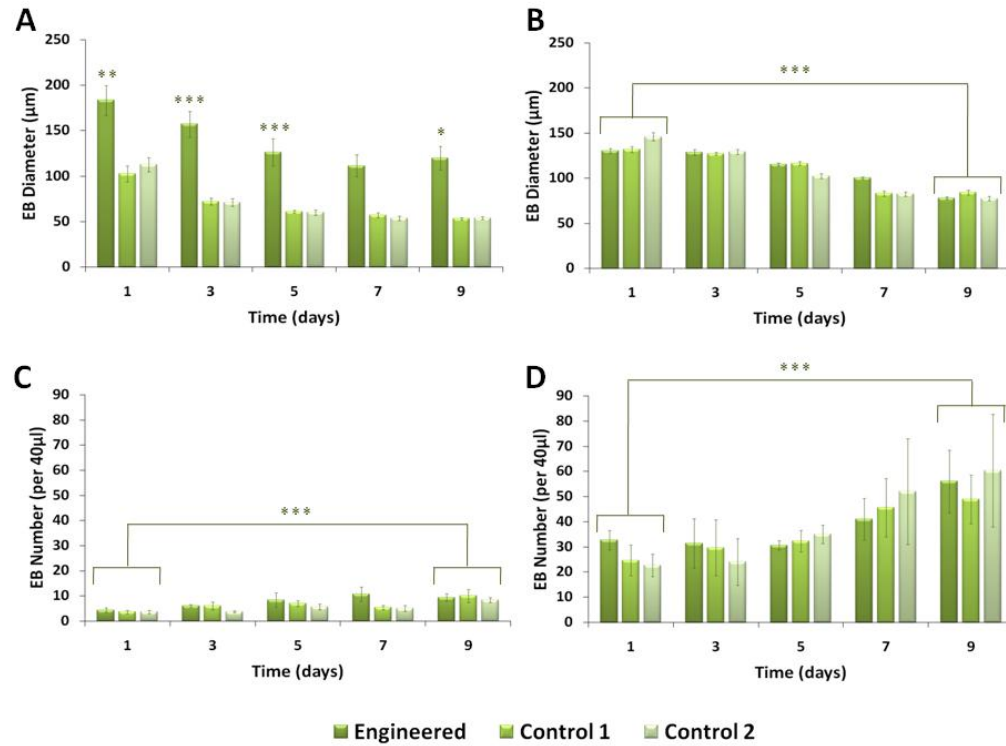 A
EB Diameter (µm)
250
200
150
100
50
0
** *** *** *
1 3 5 7 9
Time (days)
B
EB Diameter (µm)
250
200
150
100
50
0
***
1 3 5 7 9
Time (days)
C
EB Number (per 40µl)
90
80
70
60
50
40
30
20
10
0
***
1 3 5 7 9
Time (days)
D
EB Number (per 40µl)
90
80
70
60
50
40
30
20
10
0
***
1 3 5 7 9
Time (days)
Engineered Control 1 Control 2